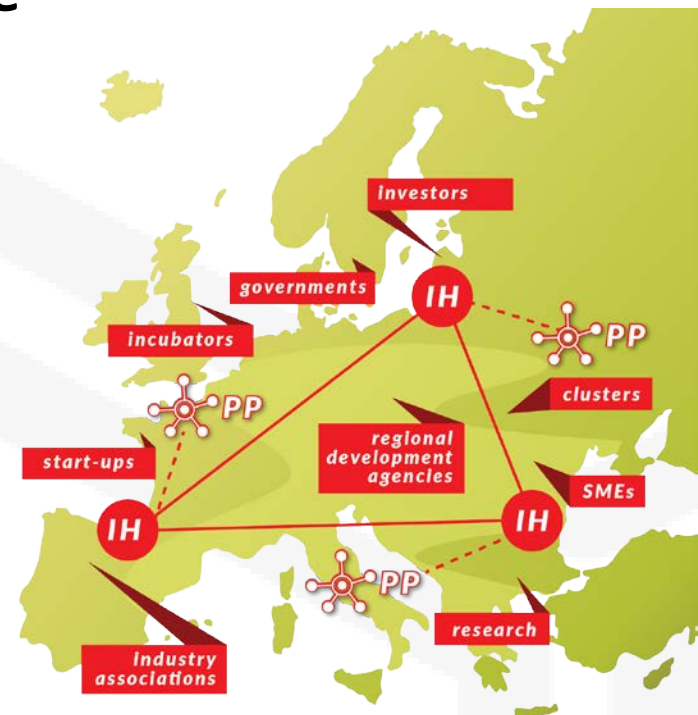 investors
governments
IH
incubators
PP
PP
clusters
regional
development
agencies
start-ups
SMEs
IH
IH
PP
research
industry
associations